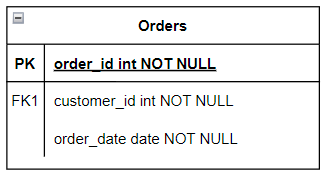 Orders
PK order_id int NOT NULL
FK1 customer_id int NOT NULL
order_date date NOT NULL